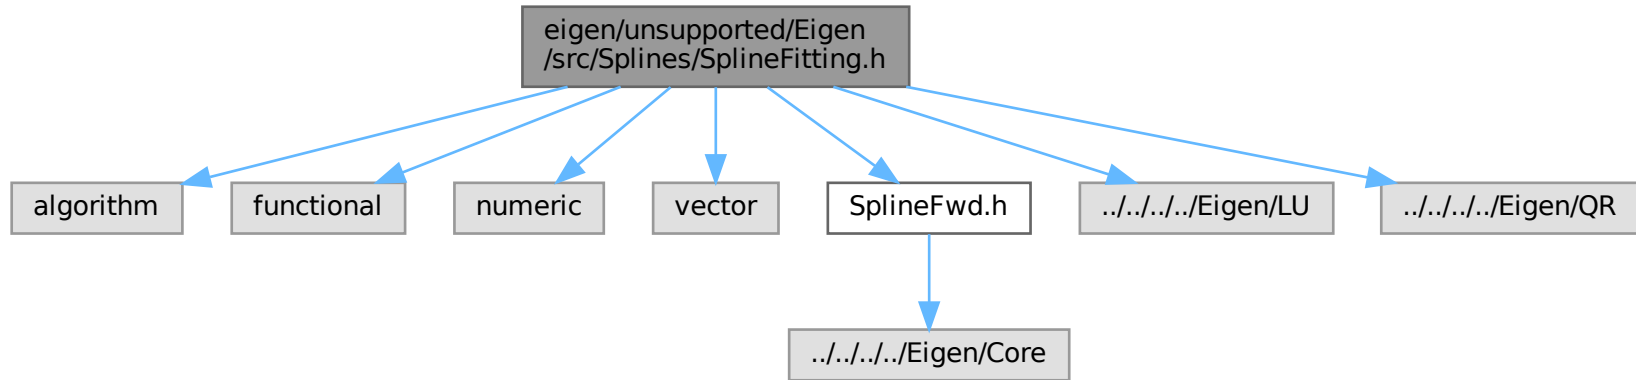 eigen/unsupported/Eigen
/src/Splines/SplineFitting.h
algorithm
functional
numeric
vector
SplineFwd.h
../../../../Eigen/LU
../../../../Eigen/QR
../../../../Eigen/Core